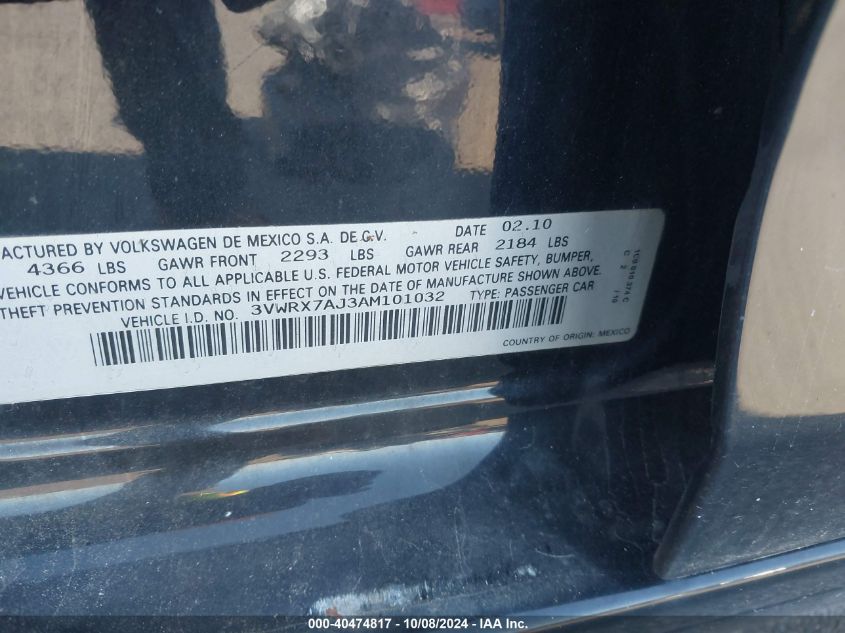 ACTURED BY VOLKSWAGEN DE MEXICO S.A. DE C.V. DATE 02.10
4366 LBS GAWR FRONT 2293 LBS GAWR REAR 2184 LBS
VEHICLE CONFORMS TO ALL APPLICABLE U.S. FEDERAL MOTOR VEHICLE SAFETY, BUMPER,
THEFT PREVENTION STANDARDS IN EFFECT ON THE DATE OF MANUFACTURE SHOWN ABOVE.
VEHICLE I.D. NO. 3VWRX7AJ3AM101032 TYPE: PASSENGER CAR
COUNTRY OF ORIGIN: MEXICO
1C9 010 374 C
000-40474817 - 10/08/2024 - IAA Inc.